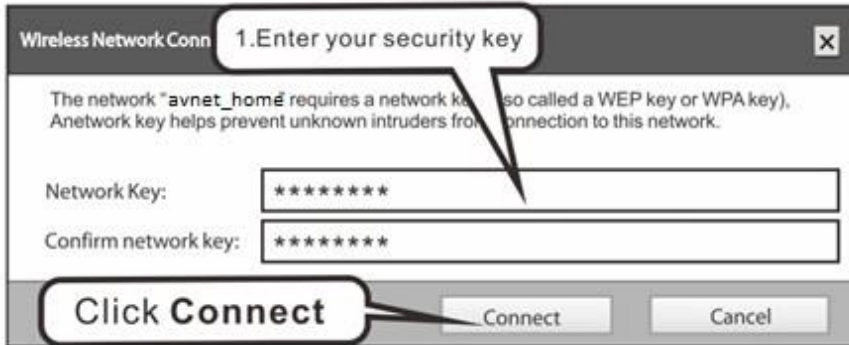 Wireless Network Conn
1.Enter your security key
The network "avnet_home" requires a network ke so called a WEP key or WPA key),
Anetwork key helps prevent unknown intruders from connection to this network.
Network Key: ********
Confirm network key: ********
Click Connect
Connect
Cancel